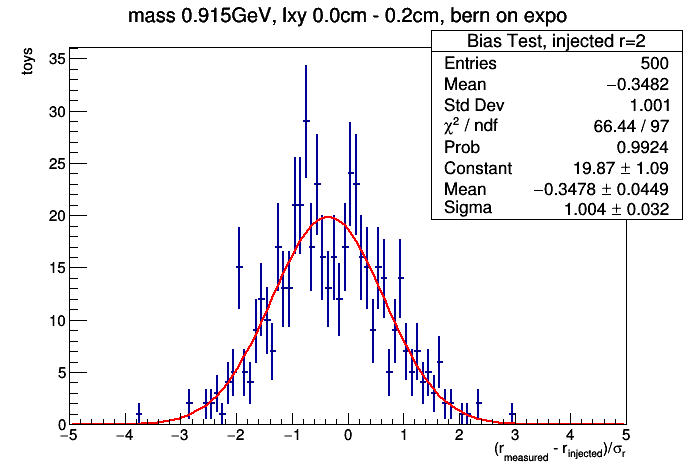 mass 0.915GeV, lxy 0.0cm - 0.2cm, bern on expo
toys
Bias Test, injected r=2
Entries 500
Mean −0.3482
Std Dev 1.001
χ² / ndf 66.44 / 97
Prob 0.9924
Constant 19.87 ± 1.09
Mean −0.3478 ± 0.0449
Sigma 1.004 ± 0.032
35
30
25
20
15
10
5
0
−5 −4 −3 −2 −1 0 1 2 3 4 5
(r_measured - r_injected)/σ_r